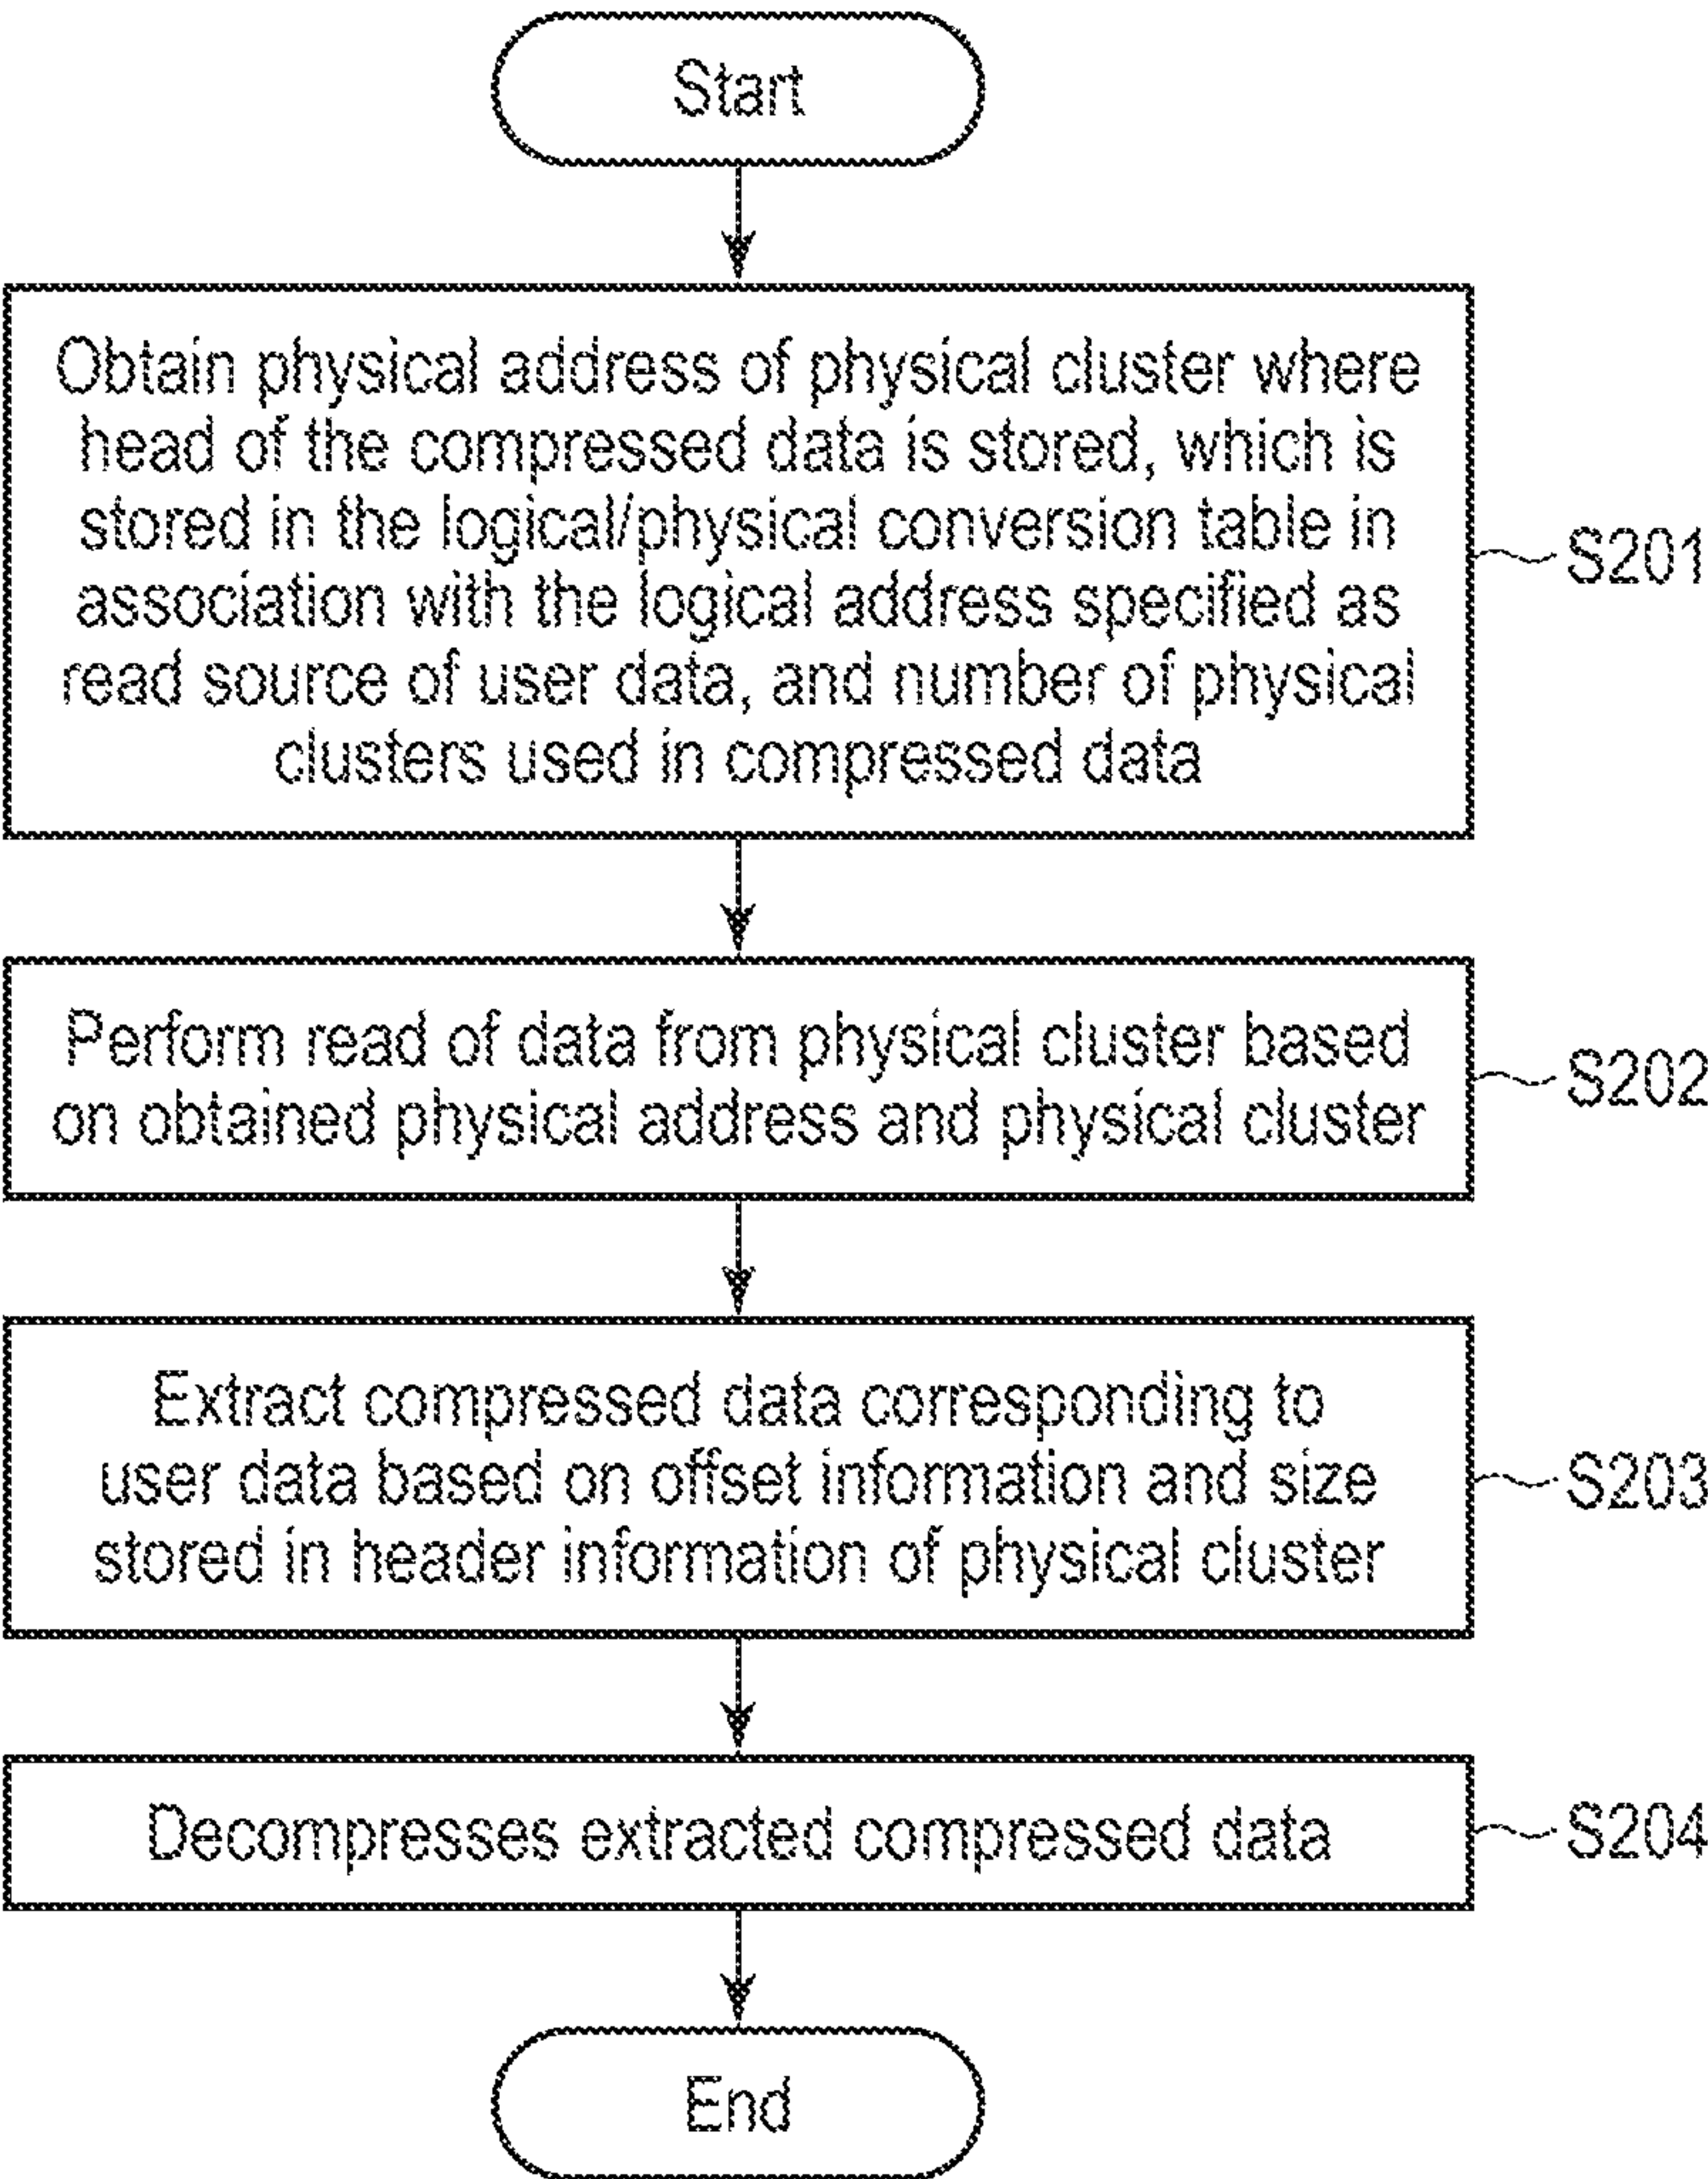 Start
Obtain physical address of physical cluster where
head of the compressed data is stored, which is
stored in the logical/physical conversion table in
association with the logical address specified as
read source of user data, and number of physical
clusters used in compressed data
S201
Perform read of data from physical cluster based
on obtained physical address and physical cluster
S202
Extract compressed data corresponding to
user data based on offset information and size
stored in header information of physical cluster
S203
Decompresses extracted compressed data
S204
End